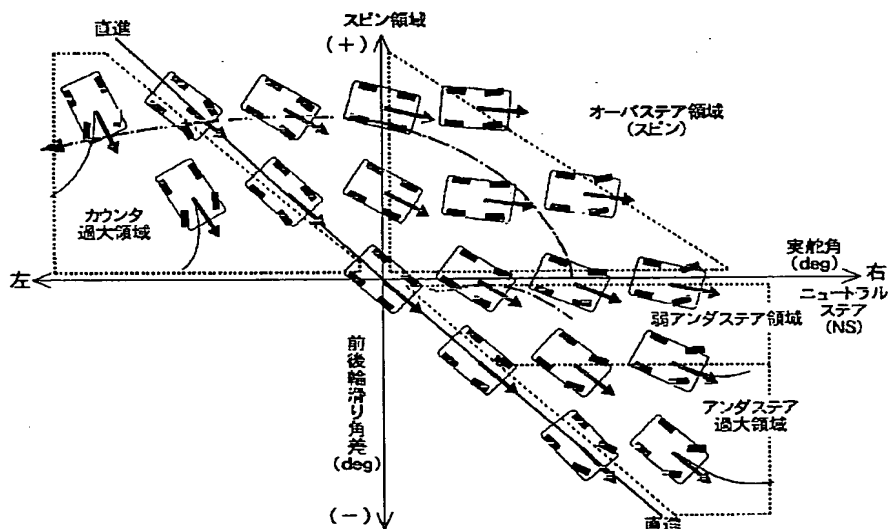 直進
スピン領域
(+)
オーバステア領域
(スピン)
カウンタ
過大領域
実舵角
(deg)
左
右
ニュートラル
ステア
(NS)
弱アンダステア領域
前後輪滑り角差
(deg)
アンダステア
過大領域
(-)
直進